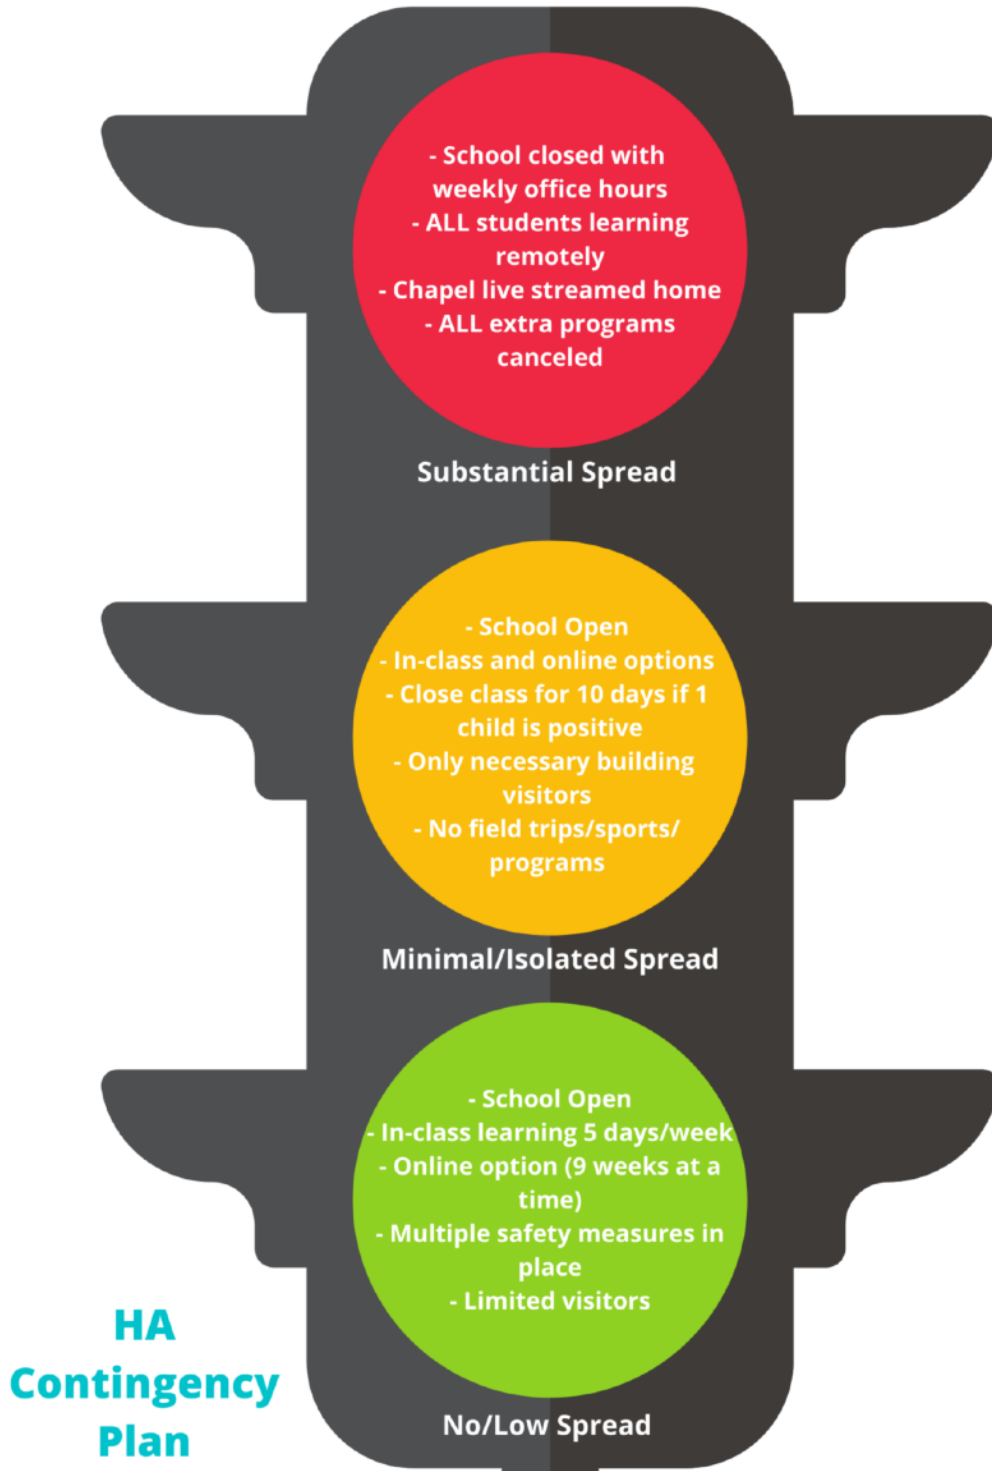 - School closed with
weekly office hours
- ALL students learning
remotely
- Chapel live streamed home
- ALL extra programs
canceled
Substantial Spread
- School Open
- In-class and online options
- Close class for 10 days if 1
child is positive
- Only necessary building
visitors
- No field trips/sports/
programs
Minimal/Isolated Spread
- School Open
- In-class learning 5 days/week
- Online option (9 weeks at a
time)
- Multiple safety measures in
place
- Limited visitors
No/Low Spread
HA
Contingency
Plan